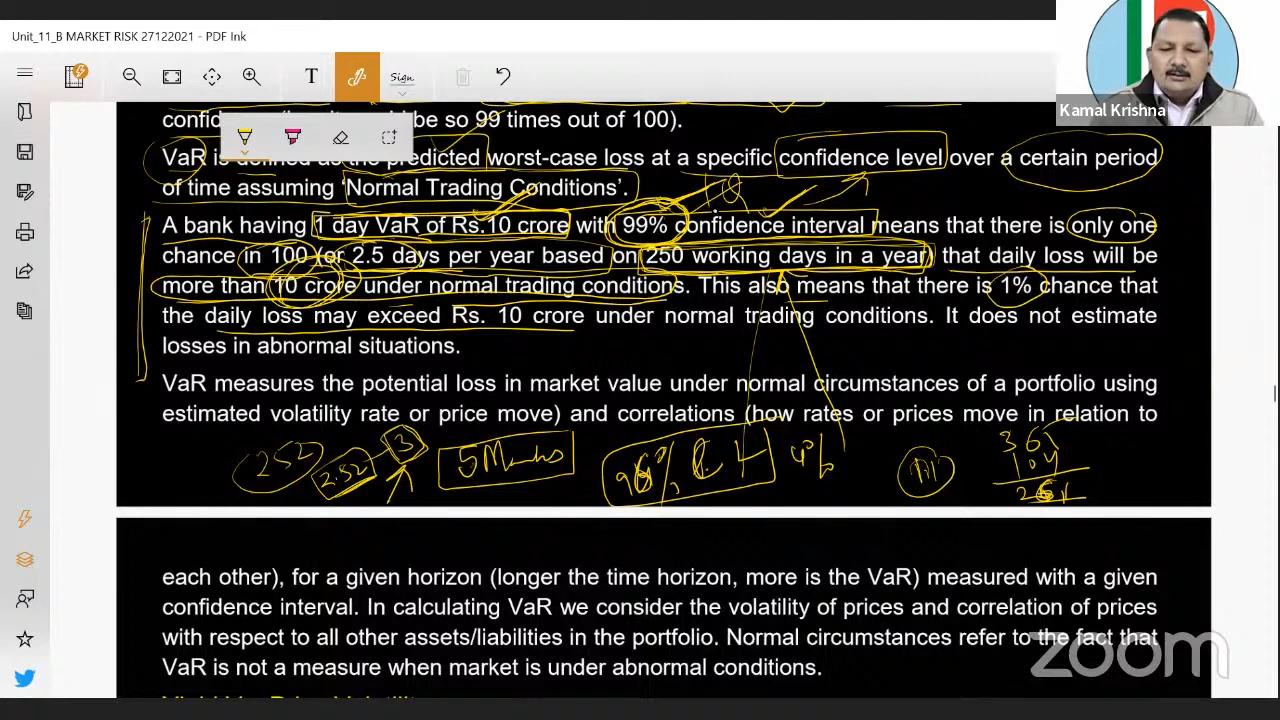 Unit_11_B MARKET RISK 27122021 - PDF Ink
Kamal Krishna
T
Sign
be so 99 times out of 100).
VaR is defined as the predicted worst-case loss at a specific confidence level over a certain period
of time assuming ‘Normal Trading Conditions’.
A bank having 1 day VaR of Rs.10 crore with 99% confidence interval means that there is only one
chance in 100 (or 2.5 days per year based on 250 working days in a year) that daily loss will be
more than 10 crore under normal trading conditions. This also means that there is 1% chance that
the daily loss may exceed Rs. 10 crore under normal trading conditions. It does not estimate
losses in abnormal situations.
VaR measures the potential loss in market value under normal circumstances of a portfolio using
estimated volatility rate or price move) and correlations (how rates or prices move in relation to
252 2.52 3 5 Marks 4%
each other), for a given horizon (longer the time horizon, more is the VaR) measured with a given
confidence interval. In calculating VaR we consider the volatility of prices and correlation of prices
with respect to all other assets/liabilities in the portfolio. Normal circumstances refer to the fact that
VaR is not a measure when market is under abnormal conditions.
zoom